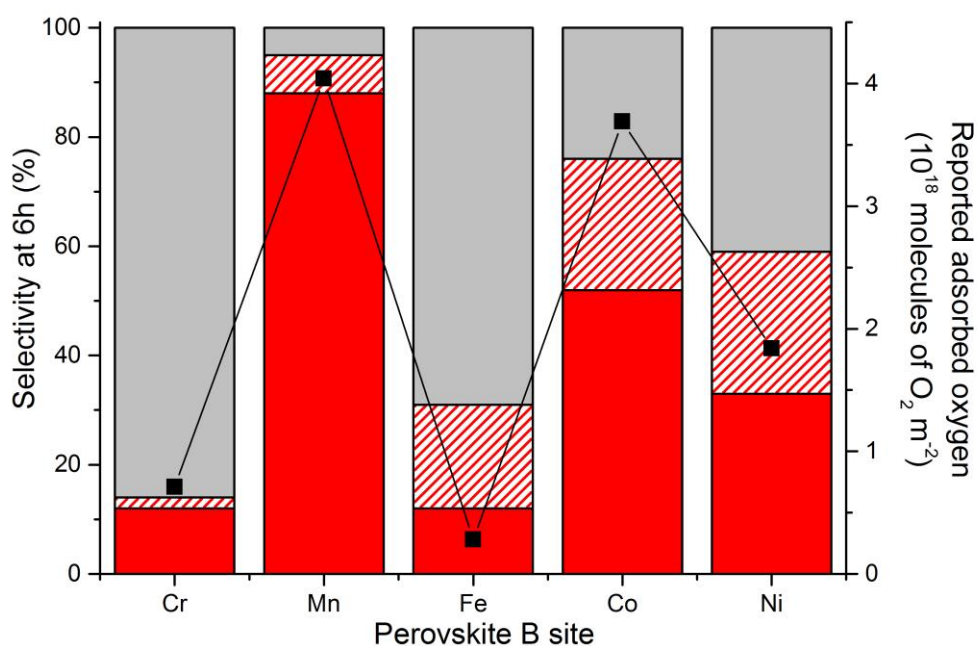 100
80
60
40
20
0
Selectivity at 6h (%)
Cr Mn Fe Co Ni
Perovskite B site
4
3
2
1
0
Reported adsorbed oxygen
(10¹⁸ molecules of O₂ m⁻²)